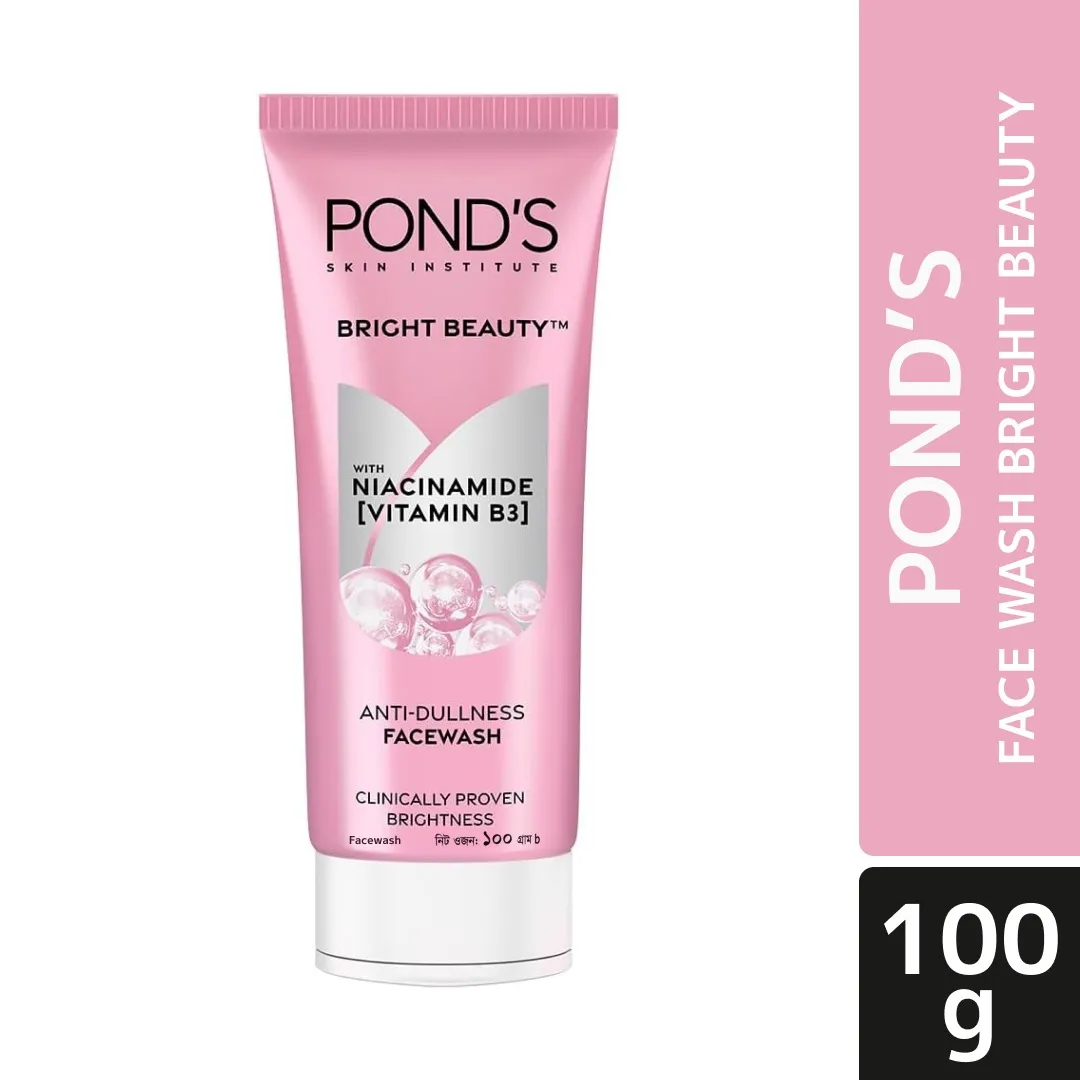 POND'S
SKIN INSTITUTE
BRIGHT BEAUTY™
WITH
NIACINAMIDE
[VITAMIN B3]
ANTI-DULLNESS
FACEWASH
CLINICALLY PROVEN
BRIGHTNESS
Facewash নিট ওজন: ১০০ গ্রাম b
POND'S
FACE WASH BRIGHT BEAUTY
100
g